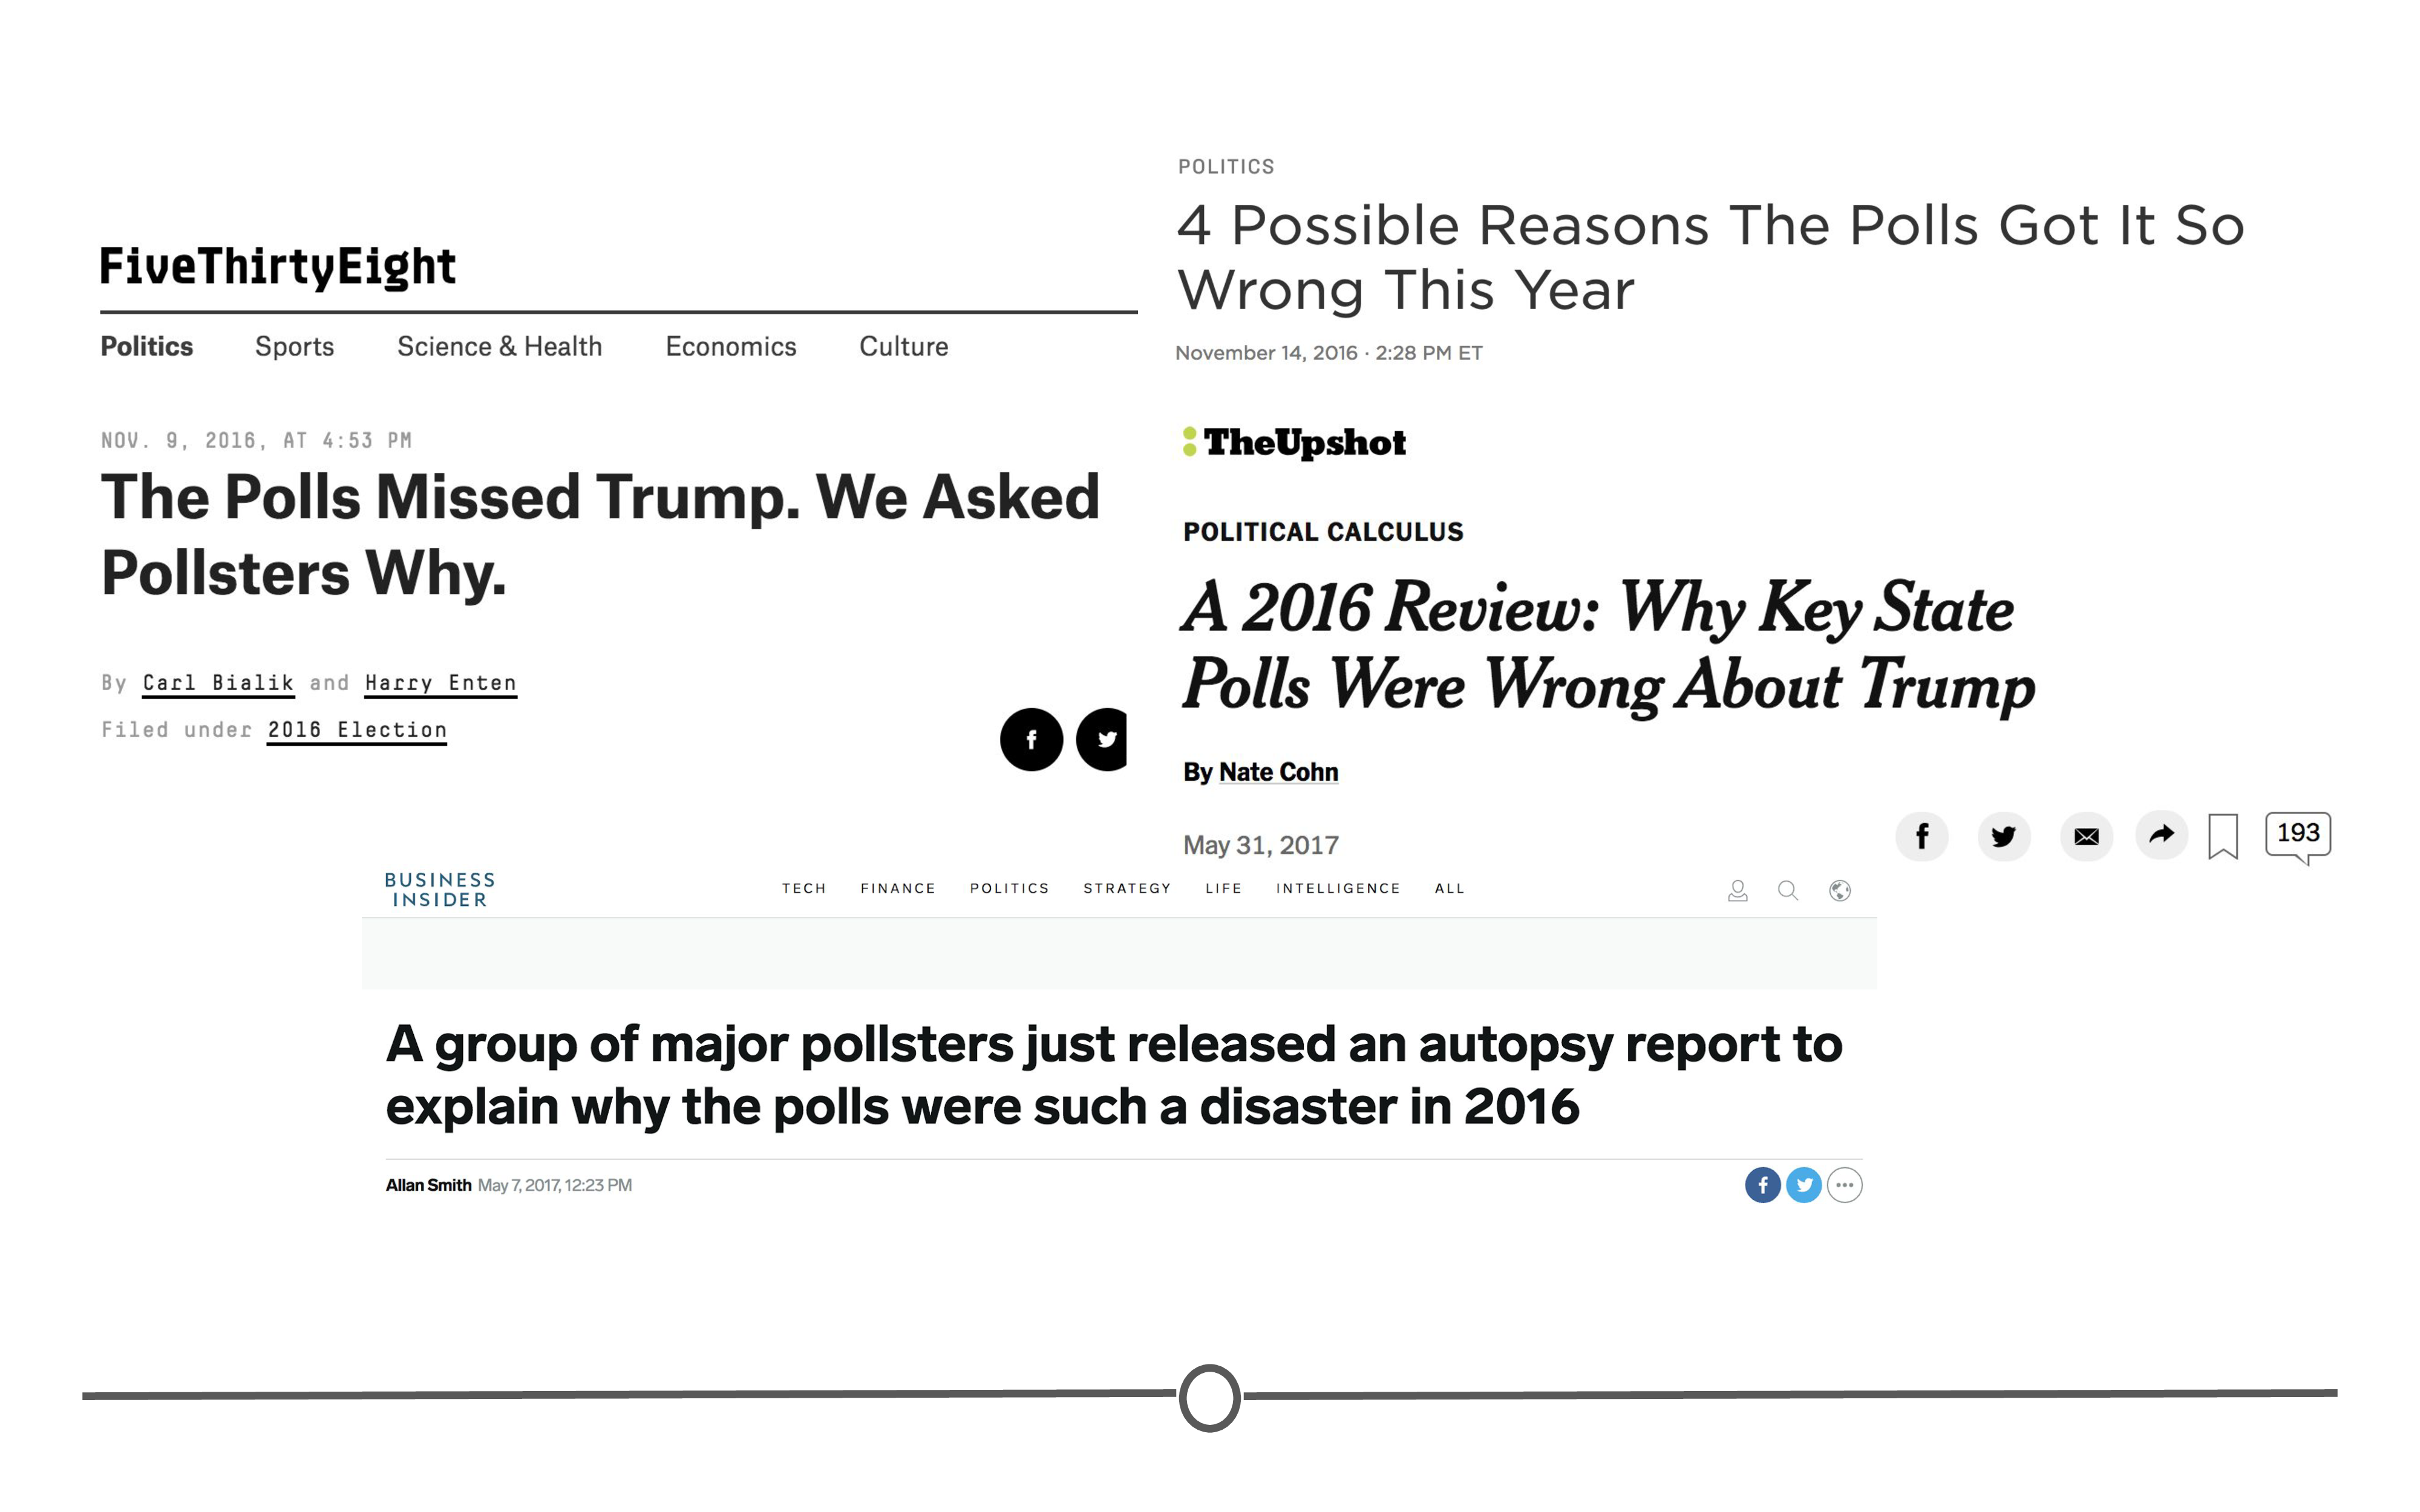 FiveThirtyEight
Politics Sports Science & Health Economics Culture
NOV. 9, 2016, AT 4:53 PM
The Polls Missed Trump. We Asked
Pollsters Why.
By Carl Bialik and Harry Enten
Filed under 2016 Election
POLITICS
4 Possible Reasons The Polls Got It So
Wrong This Year
November 14, 2016 · 2:28 PM ET
TheUpshot
POLITICAL CALCULUS
A 2016 Review: Why Key State
Polls Were Wrong About Trump
By Nate Cohn
May 31, 2017
193
BUSINESS
INSIDER
TECH FINANCE POLITICS STRATEGY LIFE INTELLIGENCE ALL
A group of major pollsters just released an autopsy report to
explain why the polls were such a disaster in 2016
Allan Smith May 7, 2017, 12:23 PM